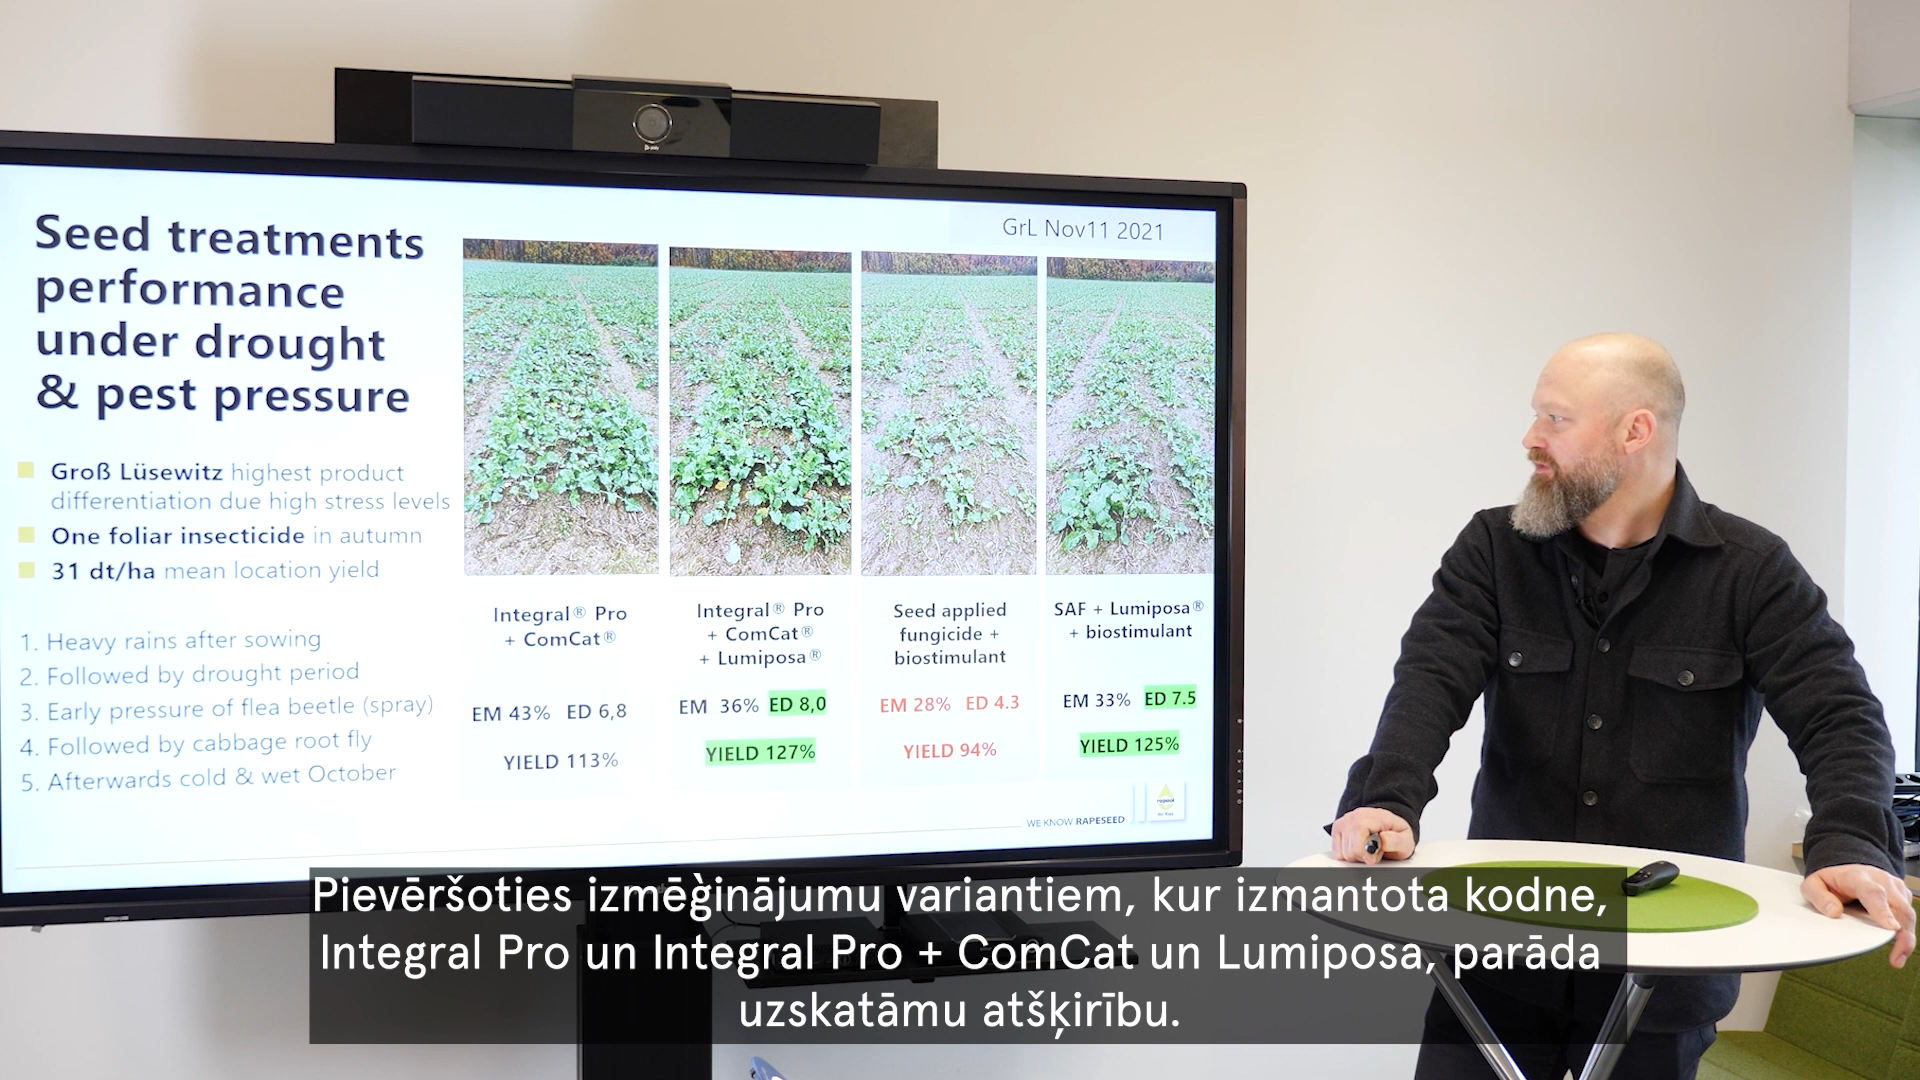 Poly
GrL Nov11 2021
Seed treatments
performance
under drought
& pest pressure
Groß Lüsewitz highest product
differentiation due high stress levels
One foliar insecticide in autumn
31 dt/ha mean location yield
1. Heavy rains after sowing
2. Followed by drought period
3. Early pressure of flea beetle (spray)
4. Followed by cabbage root fly
5. Afterwards cold & wet October
Integral® Pro
+ ComCat®
EM 43% ED 6,8
YIELD 113%
Integral® Pro
+ ComCat®
+ Lumiposa®
EM 36% ED 8,0
YIELD 127%
Seed applied
fungicide +
biostimulant
EM 28% ED 4.3
YIELD 94%
SAF + Lumiposa®
+ biostimulant
EM 33% ED 7.5
YIELD 125%
WE KNOW RAPESEED
rapool
Pievēršoties izmēģinājumu variantiem, kur izmantota kodne,
Integral Pro un Integral Pro + ComCat un Lumiposa, parāda
uzskatāmu atšķirību.